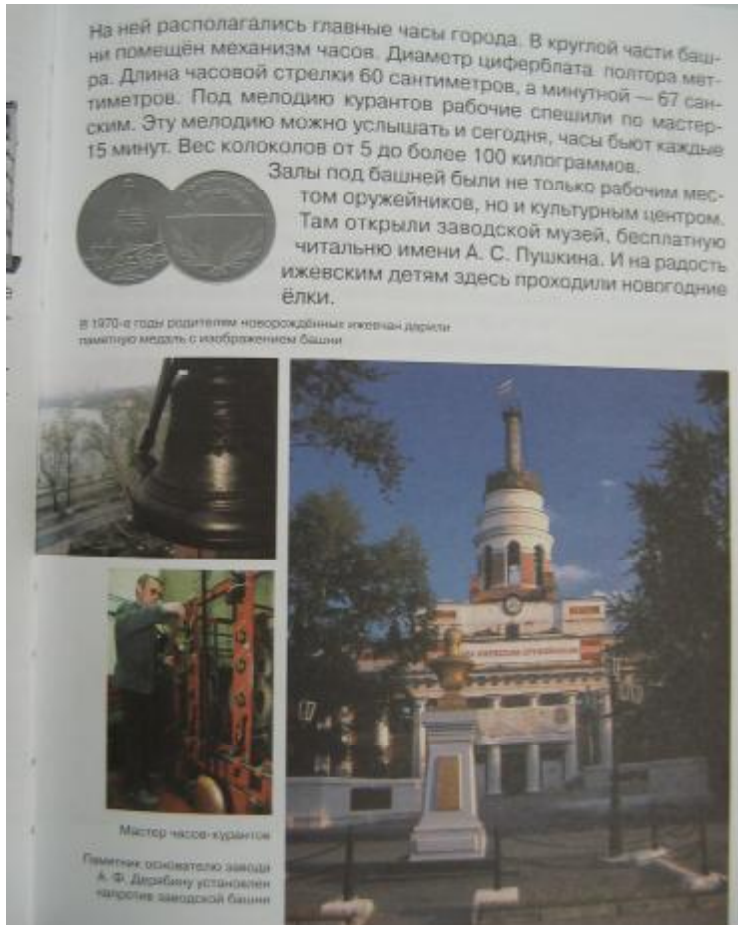 На ней располагались главные часы города. В круглой части баш-
ни помещён механизм часов. Диаметр циферблата полтора мет-
ра. Длина часовой стрелки 60 сантиметров, а минутной — 67 сан-
тиметров. Под мелодию курантов рабочие спешили по мастер-
ским. Эту мелодию можно услышать и сегодня, часы бьют каждые
15 минут. Вес колоколов от 5 до более 100 килограммов.
Залы под башней были не только рабочим мес-
том оружейников, но и культурным центром.
Там открыли заводской музей, бесплатную
читальню имени А. С. Пушкина. И на радость
ижевским детям здесь проходили новогодние
ёлки.
В 1970-е годы родителям новорождённых ижевчан дарили
памятную медаль с изображением башни
Мастер часов-курантов
Памятник основателю завода
А. Ф. Дерябину установлен
напротив заводской башни